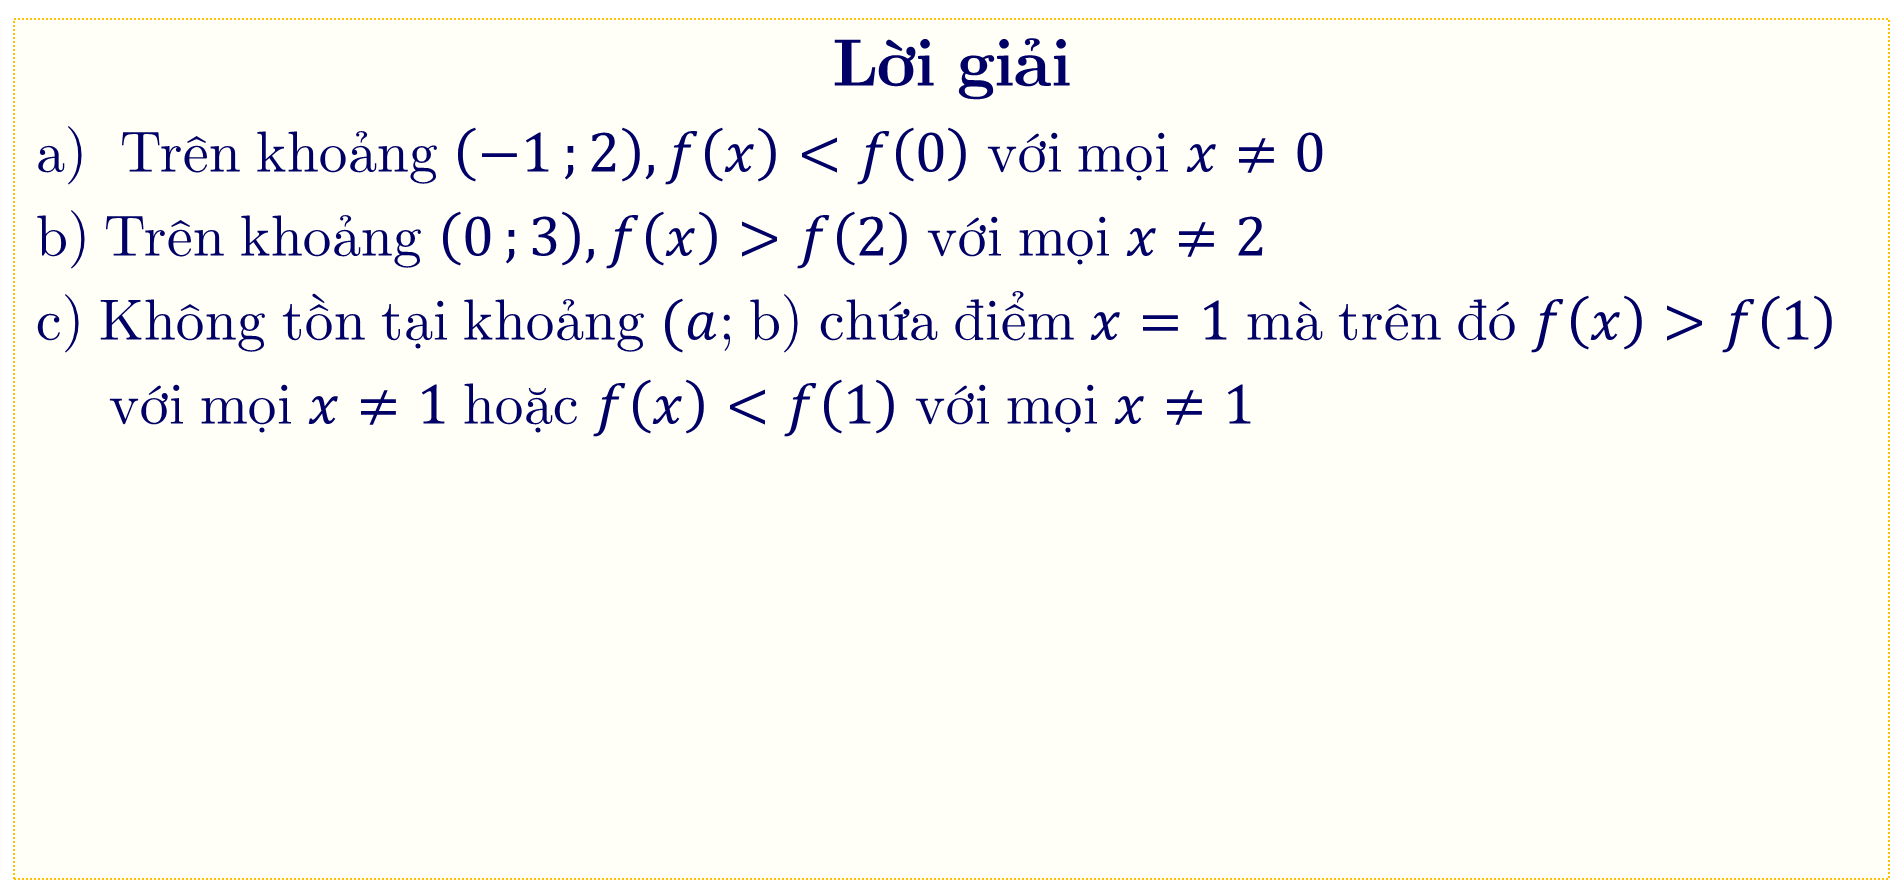 Lời giải
a) Trên khoảng (−1 ; 2), f(x) < f(0) với mọi x ≠ 0
b) Trên khoảng (0 ; 3), f(x) > f(2) với mọi x ≠ 2
c) Không tồn tại khoảng (a; b) chứa điểm x = 1 mà trên đó f(x) > f(1)
với mọi x ≠ 1 hoặc f(x) < f(1) với mọi x ≠ 1